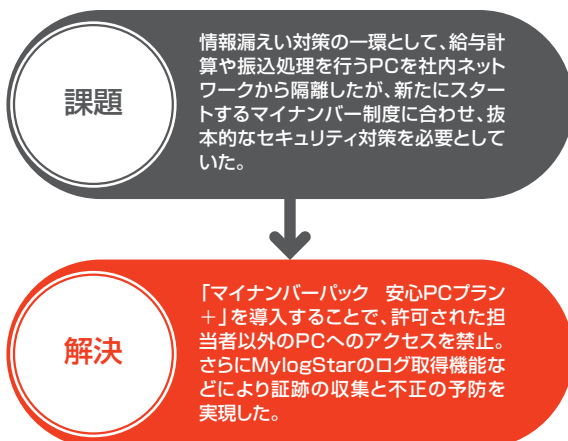 課題
情報漏えい対策の一環として、給与計
算や振込処理を行うPCを社内ネット
ワークから隔離したが、新たにスター
トするマイナンバー制度に合わせ、抜
本的なセキュリティ対策を必要として
いた。
解決
「マイナンバーパック　安心PCプラン
＋」を導入することで、許可された担
当者以外のPCへのアクセスを禁止。
さらにMylogStarのログ取得機能な
どにより証跡の収集と不正の予防を
実現した。